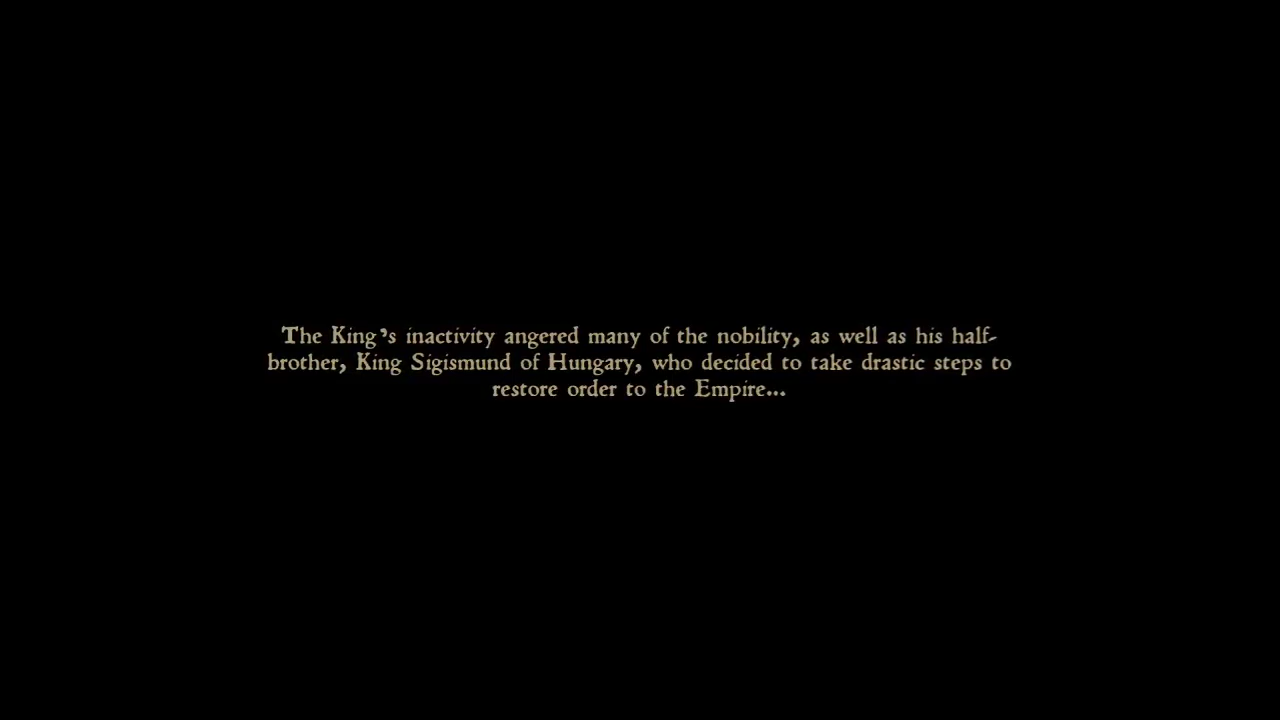 The King's inactivity angered many of the nobility, as well as his half-
brother, King Sigismund of Hungary, who decided to take drastic steps to
restore order to the Empire...